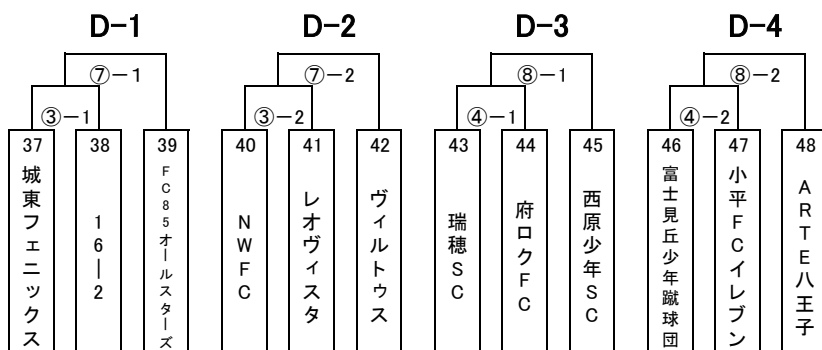 D-1
D-2
D-3
D-4
⑦-1
⑦-2
⑧-1
⑧-2
③-1
③-2
④-1
④-2
37
38
39
40
41
42
43
44
45
46
47
48
城東フェニックス
16|2
FC85オールスターズ
NWFC
レオヴィスタ
ヴィルトゥス
瑞穂SC
府ロクFC
西原少年SC
富士見丘少年蹴球団
小平FCイレブン
ARTE八王子